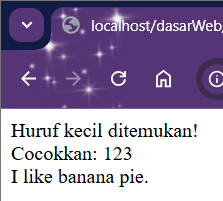 localhost/dasarWeb
Huruf kecil ditemukan!
Cocokkan: 123
I like banana pie.